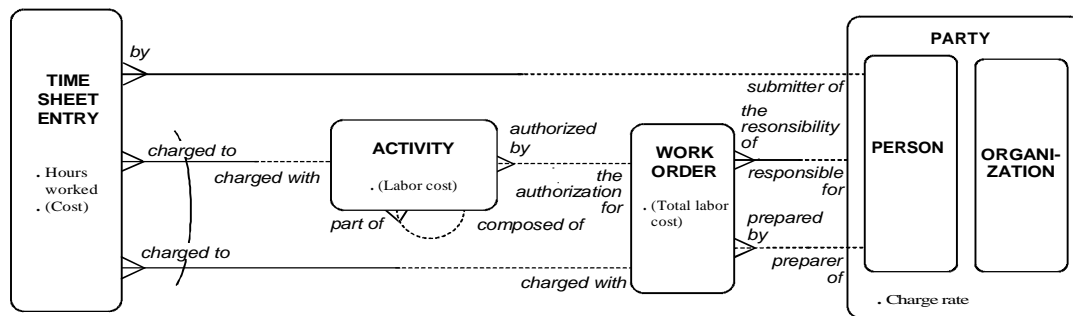 by
TIME
SHEET
ENTRY
. Hours
worked
. (Cost)
charged to
charged with
charged to
charged with
ACTIVITY
. (Labor cost)
part of
composed of
authorized
by
the
authorization
for
WORK
ORDER
. (Total labor
cost)
submitter of
the
resonsibility
of
responsible
for
prepared
by
preparer
of
PARTY
PERSON
ORGANI-
ZATION
. Charge rate